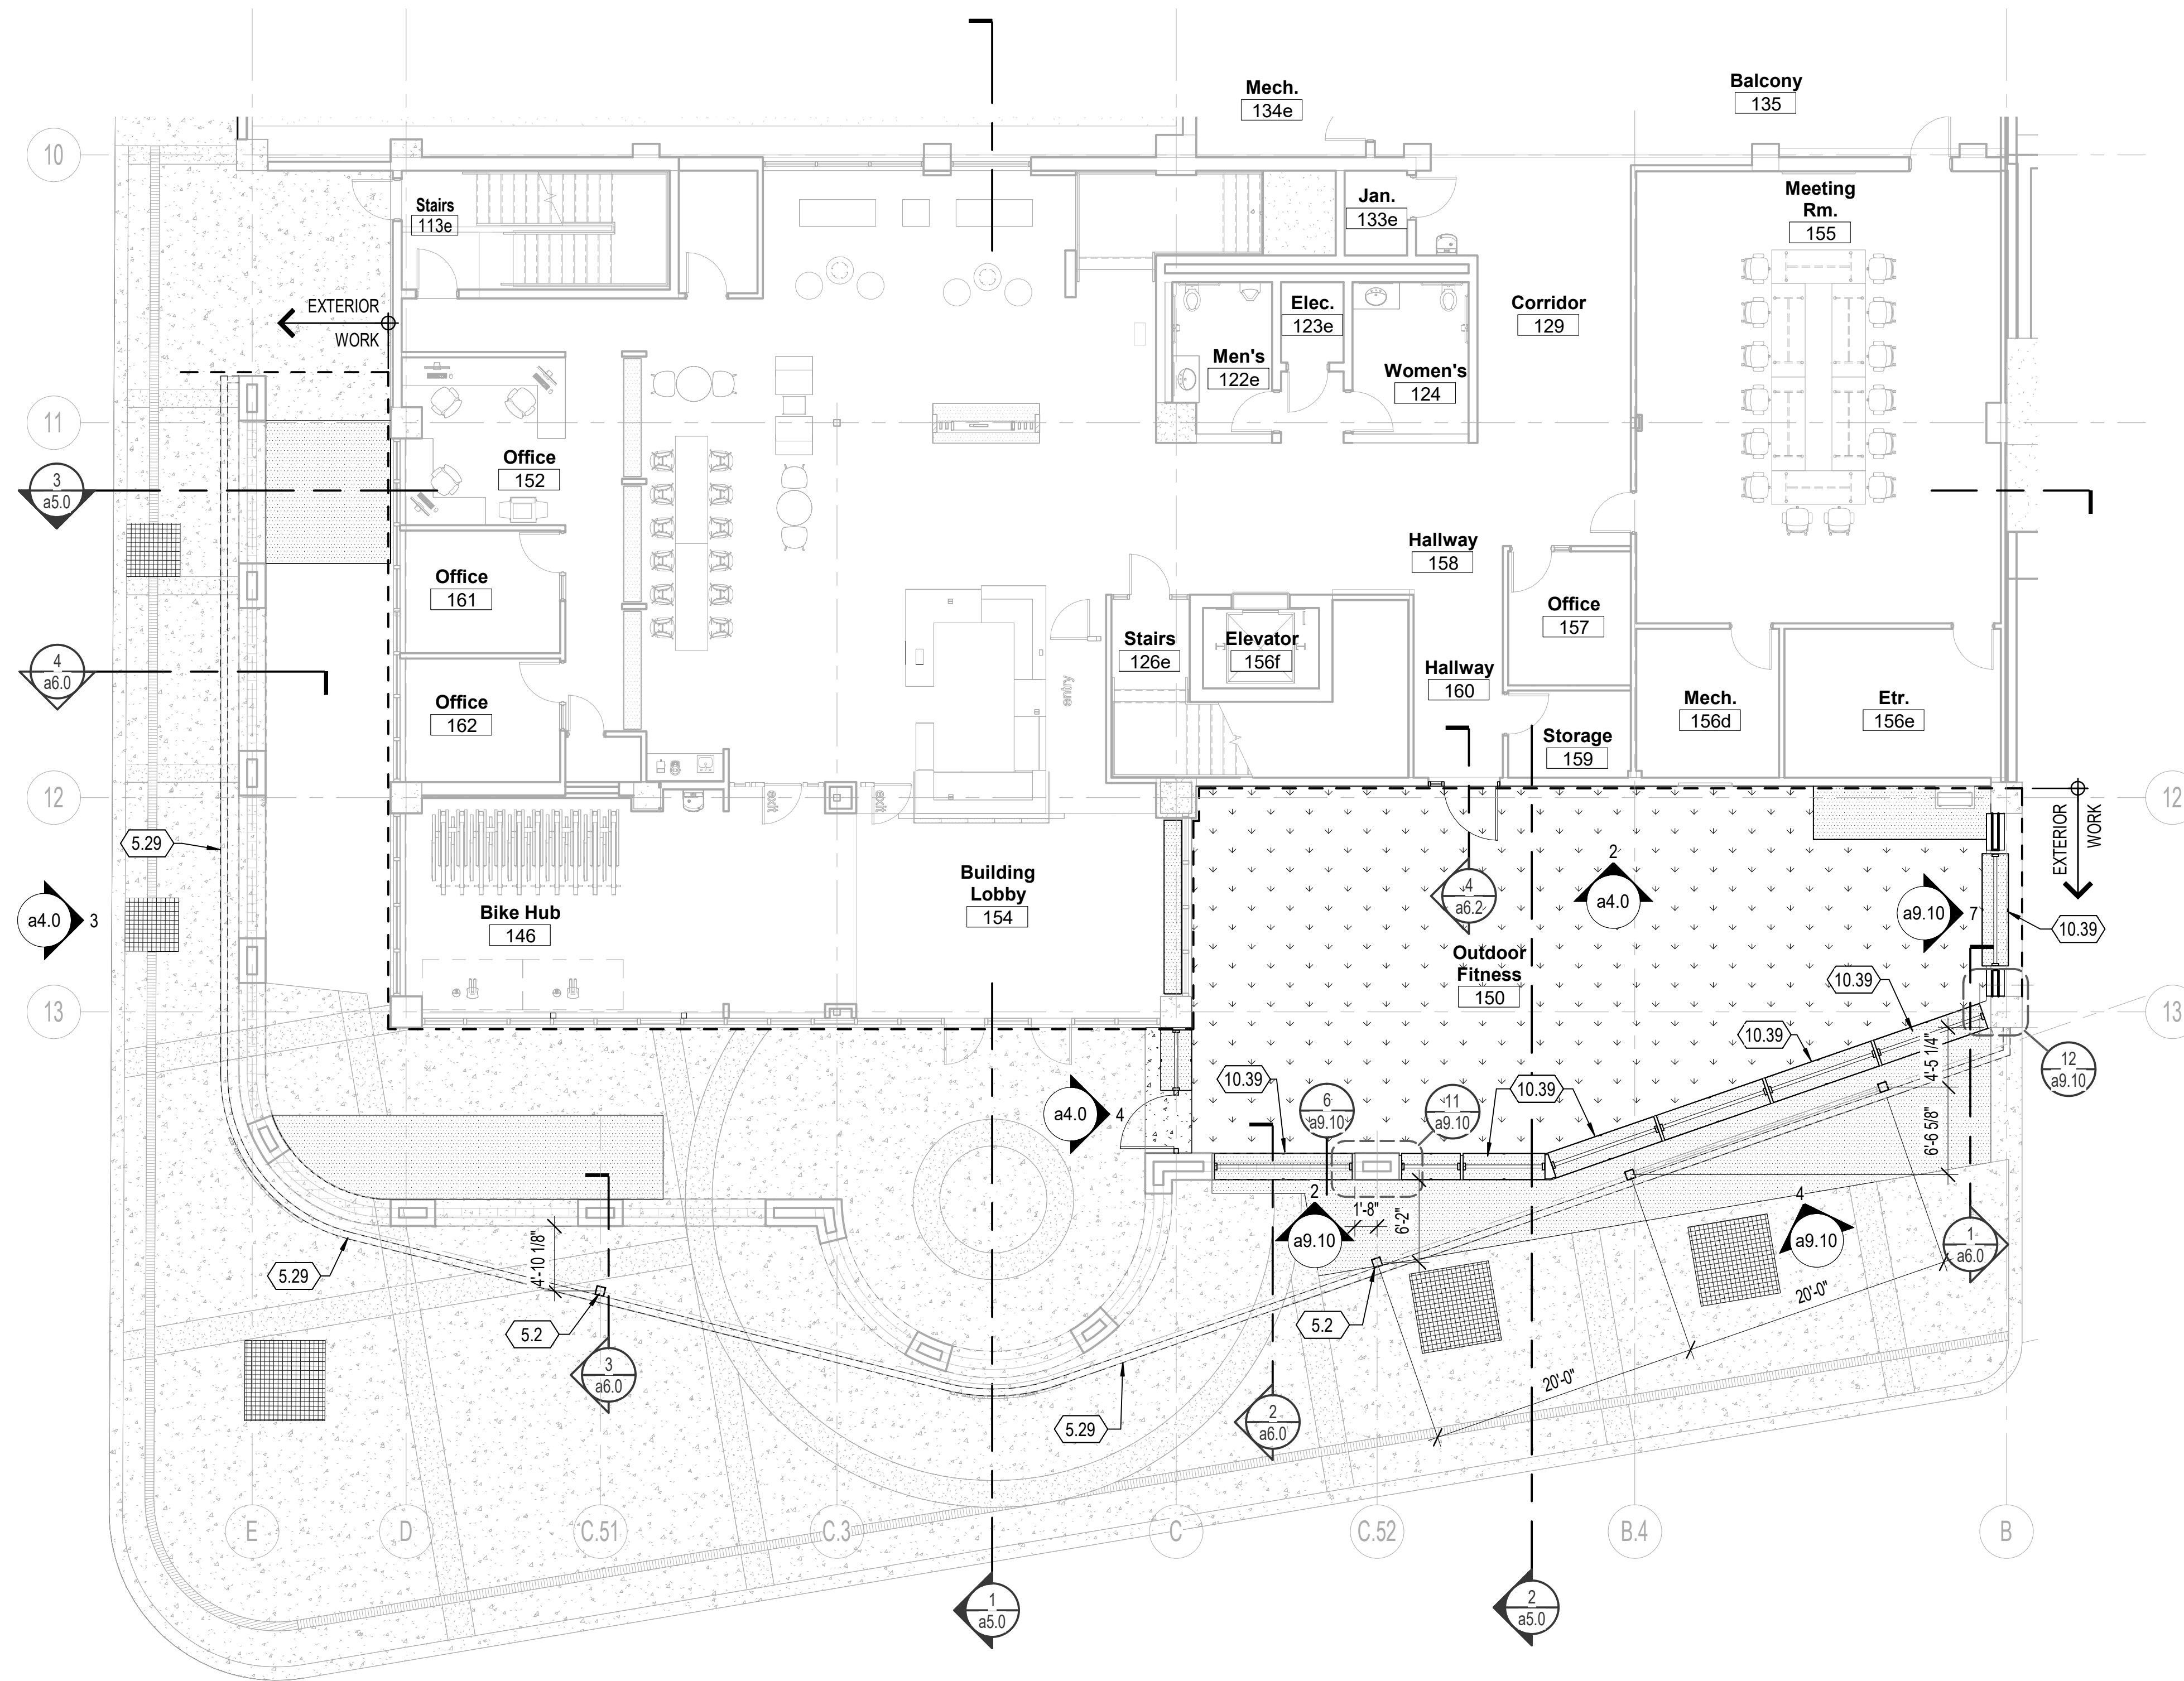 Mech.
134e
Balcony
135
10
Stairs
113e
Jan.
133e
Meeting
Rm.
155
EXTERIOR
WORK
Elec.
123e
Corridor
129
Men's
122e
Women's
124
11
Office
152
3
a5.0
Hallway
158
Office
161
Office
157
Stairs
126e
Elevator
156f
4
a6.0
Hallway
160
entry
Office
162
Mech.
156d
Etr.
156e
Storage
159
12
exit
exit
12
5.29
EXTERIOR
WORK
Building
Lobby
154
4
a6.2
2
a4.0
a4.0
3
Bike Hub
146
a9.10
7
10.39
Outdoor
Fitness
150
10.39
13
13
10.39
4'-5 1/4"
12
a9.10
10.39
10.39
6
a9.10
11
a9.10
a4.0
4
6'-6 5/8"
2
a9.10
1'-8"
6'-2"
4
a9.10
1
a6.0
5.29
4'-10 1/8"
5.2
5.2
20'-0"
20'-0"
3
a6.0
5.29
2
a6.0
E
D
C.51
C.3
C
C.52
B.4
B
1
a5.0
2
a5.0